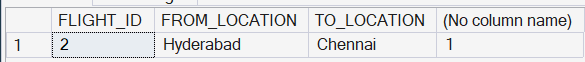 FLIGHT_ID FROM_LOCATION TO_LOCATION (No column name)
1 2 Hyderabad Chennai 1